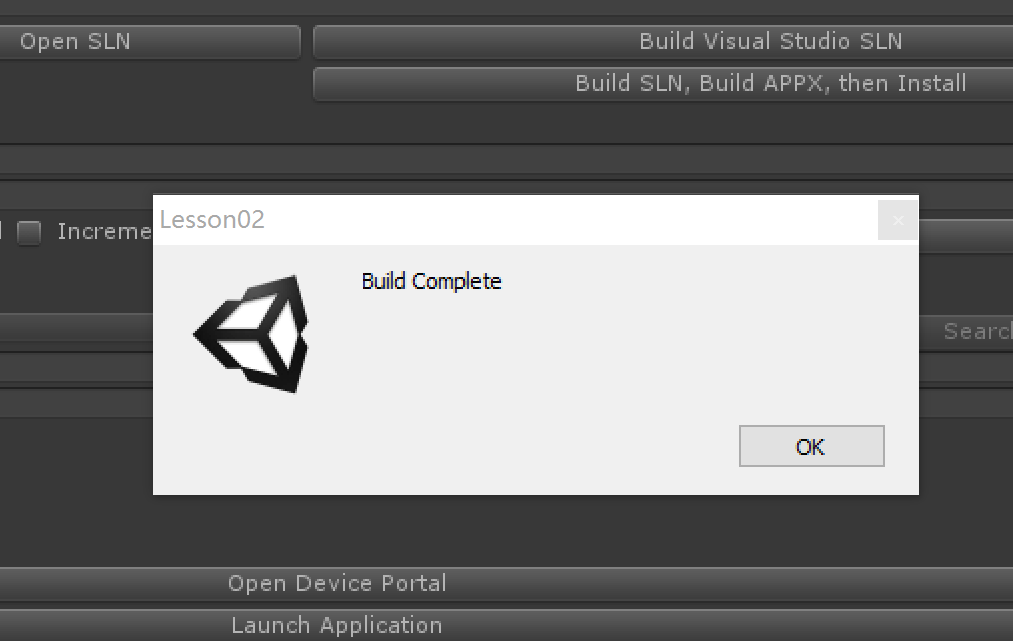 Open SLN
Build Visual Studio SLN
Build SLN, Build APPX, then Install
Lesson02
Build Complete
OK
Open Device Portal
Launch Application